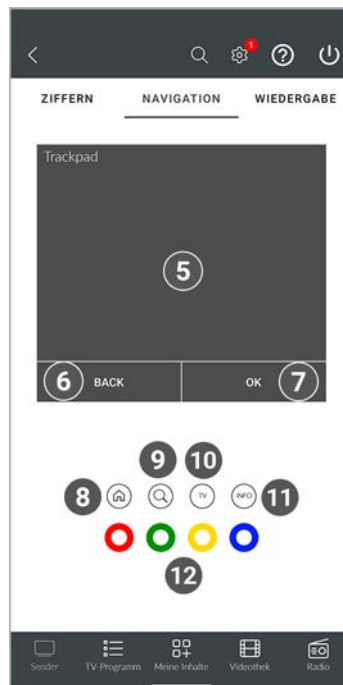 1
ZIFFERN NAVIGATION WIEDERGABE
Trackpad
5
6 BACK OK 7
9 10
8 TV INFO 11
12
Sender TV-Programm Meine Inhalte Videothek Radio